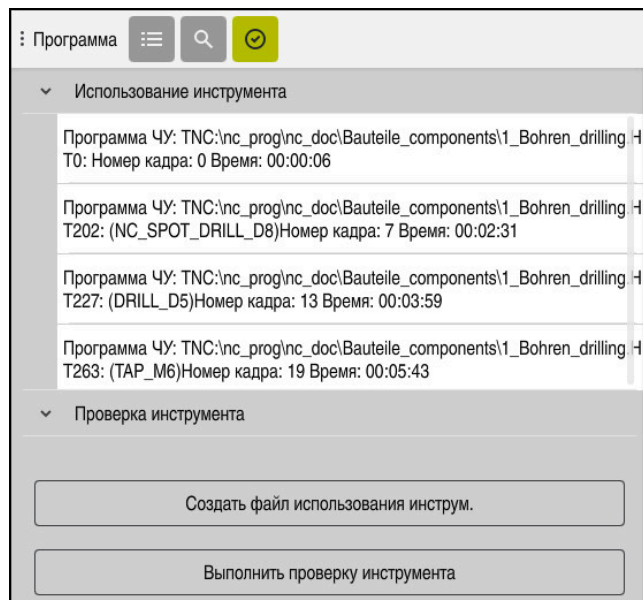 Программа
Использование инструмента
Программа ЧУ: TNC:\nc_prog\nc_doc\Bauteile_components\1_Bohren_drilling.H
T0: Номер кадра: 0 Время: 00:00:06
Программа ЧУ: TNC:\nc_prog\nc_doc\Bauteile_components\1_Bohren_drilling.H
T202: (NC_SPOT_DRILL_D8)Номер кадра: 7 Время: 00:02:31
Программа ЧУ: TNC:\nc_prog\nc_doc\Bauteile_components\1_Bohren_drilling.H
T227: (DRILL_D5)Номер кадра: 13 Время: 00:03:59
Программа ЧУ: TNC:\nc_prog\nc_doc\Bauteile_components\1_Bohren_drilling.H
T263: (TAP_M6)Номер кадра: 19 Время: 00:05:43
Проверка инструмента
Создать файл использования инструм.
Выполнить проверку инструмента